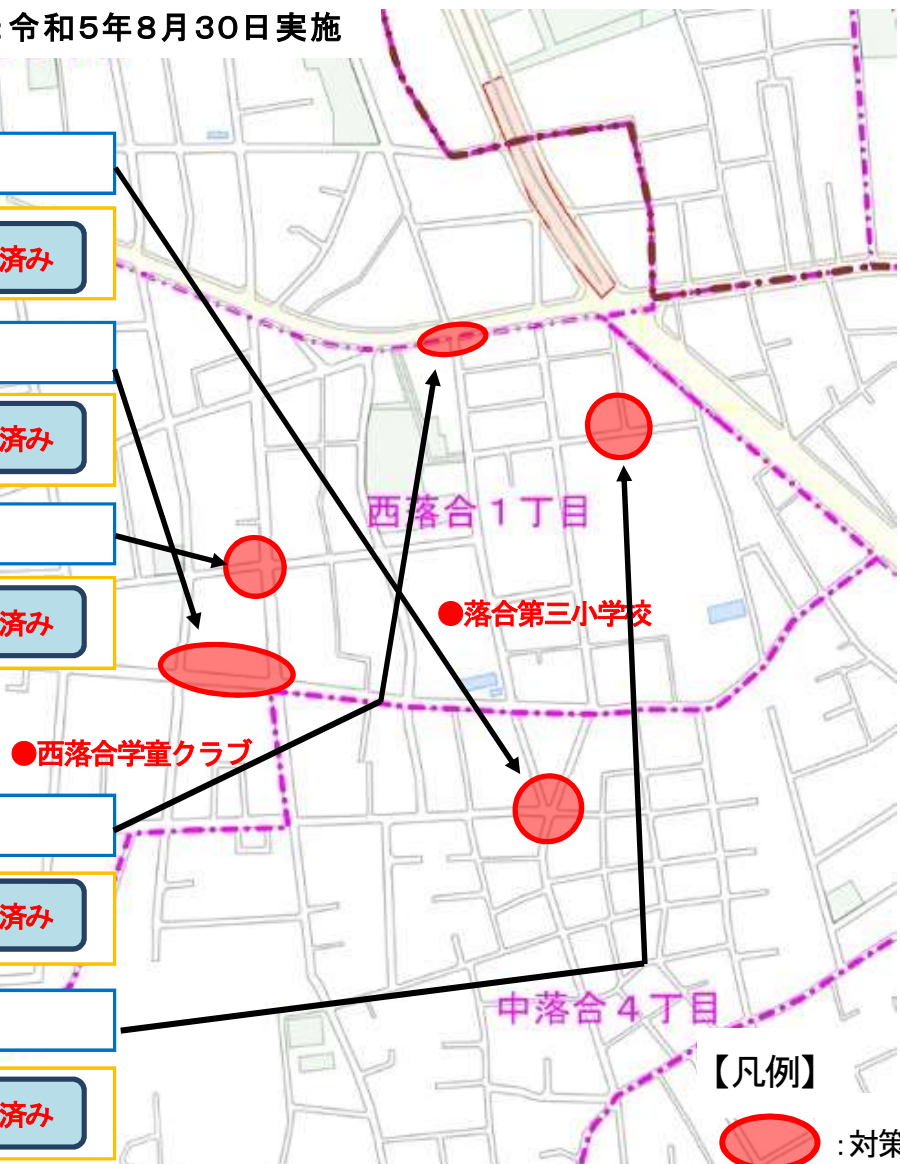 ：令和5年8月30日実施
済み
済み
西落合１丁目
●落合第三小学校
済み
●西落合学童クラブ
済み
中落合４丁目
【凡例】
済み
：対策